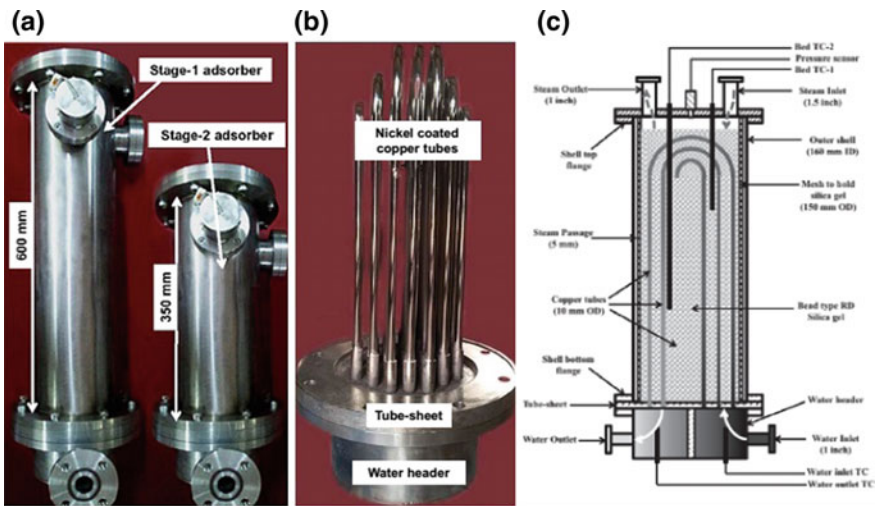 (a)
Stage-1 adsorber
Stage-2 adsorber
600 mm
350 mm
(b)
Nickel coated
copper tubes
Tube-sheet
Water header
(c)
Bed TC-2
Pressure sensor
Bed TC-1
Steam Outlet
(1 inch)
Steam Inlet
(1.5 inch)
Shell top
flange
Outer shell
(160 mm ID)
Mesh to hold
silica gel
(150 mm OD)
Steam Passage
(5 mm)
Copper tubes
(10 mm OD)
Bead type RD
Silica gel
Shell bottom
flange
Tube-sheet
Water header
Water Outlet
Water Inlet
(1 inch)
Water inlet TC
Water outlet TC